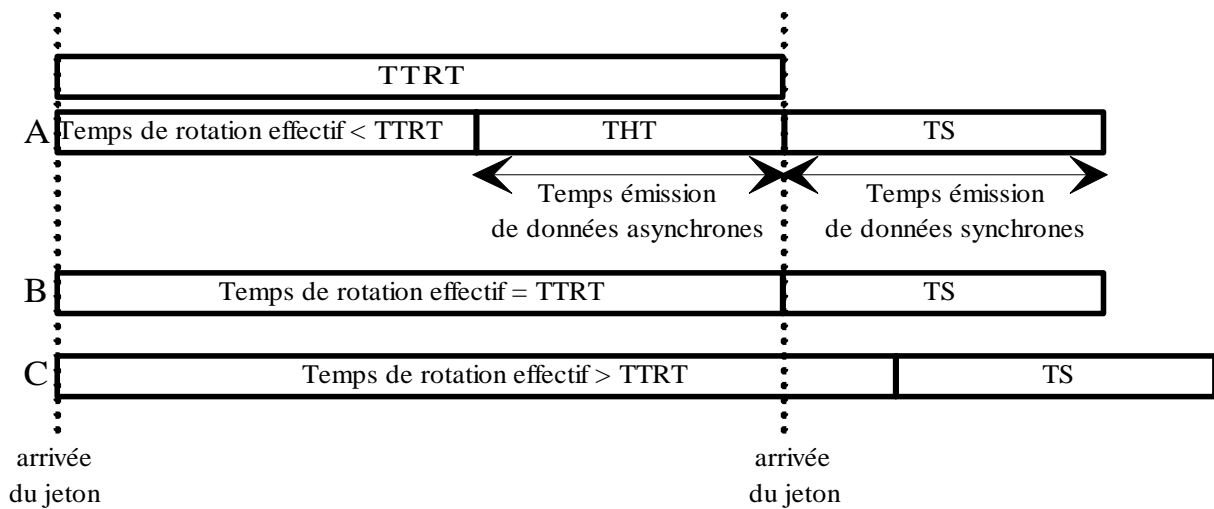 TTRT
A
Temps de rotation effectif < TTRT
THT
TS
Temps émission
de données asynchrones
Temps émission
de données synchrones
B
Temps de rotation effectif = TTRT
TS
C
Temps de rotation effectif > TTRT
TS
arrivée
du jeton
arrivée
du jeton